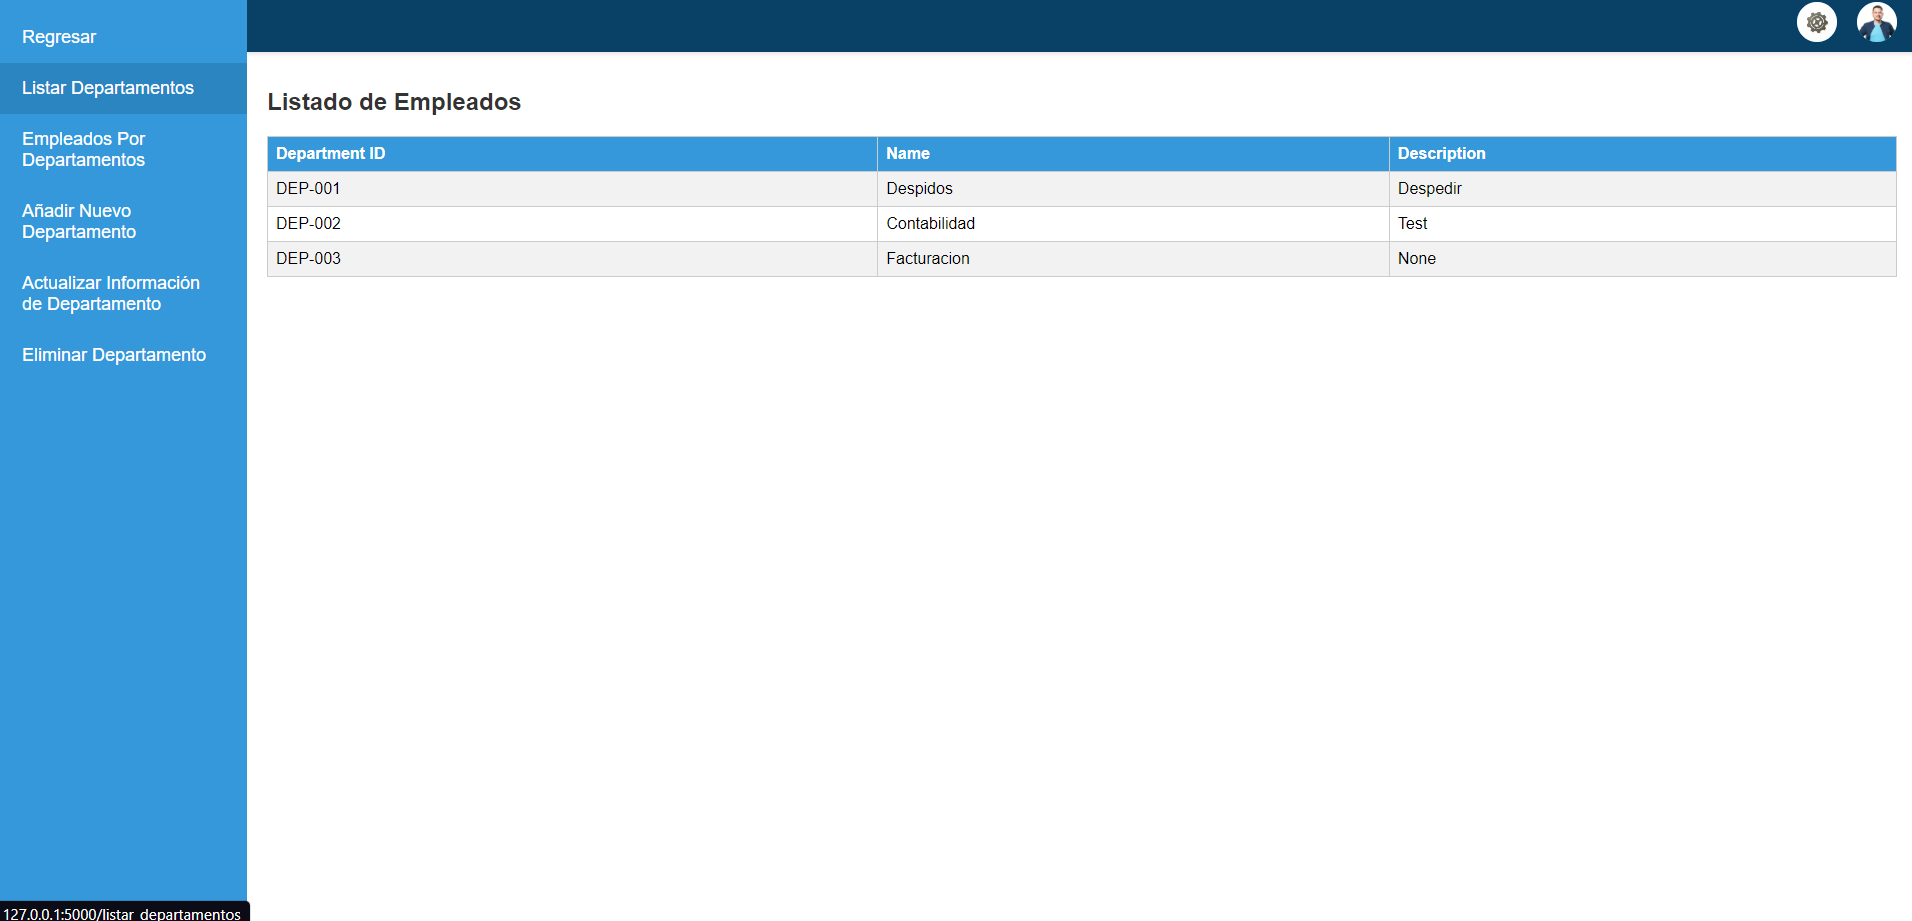 Regresar
Listar Departamentos
Empleados Por
Departamentos
Añadir Nuevo
Departamento
Actualizar Información
de Departamento
Eliminar Departamento
Listado de Empleados
Department ID Name Description
DEP-001 Despidos Despedir
DEP-002 Contabilidad Test
DEP-003 Facturacion None
127.0.0.1:5000/listar_departamentos